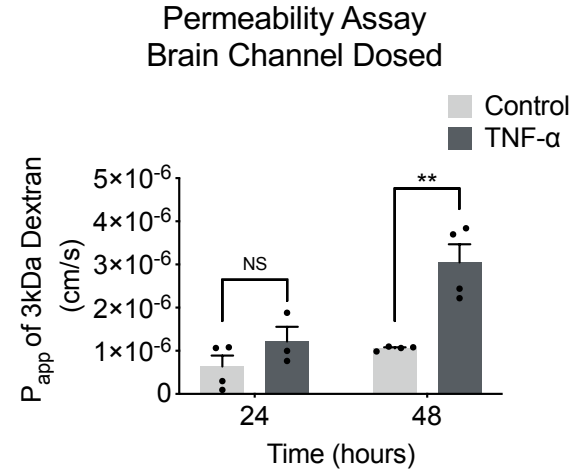 Permeability Assay
Brain Channel Dosed
Control
TNF-α
P_app of 3kDa Dextran
(cm/s)
5×10⁻⁶
4×10⁻⁶
3×10⁻⁶
2×10⁻⁶
1×10⁻⁶
0
NS
**
24
48
Time (hours)